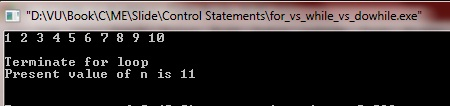 "D:\VU\Book\C\ME\Slide\Control Statements\for_vs_while_vs_dowhile.exe"
1 2 3 4 5 6 7 8 9 10
Terminate for loop
Present value of n is 11